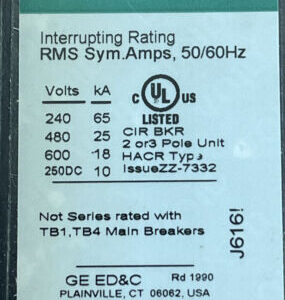 Interrupting Rating
RMS Sym.Amps, 50/60Hz
Volts kA
240 65
480 25
600 18
250DC 10
C UL US
LISTED
CIR BKR
2 or3 Pole Unit
HACR Type
IssueZZ-7332
Not Series rated with
TB1,TB4 Main Breakers
J616!
GE ED&C Rd 1990
PLAINVILLE, CT 06062, USA